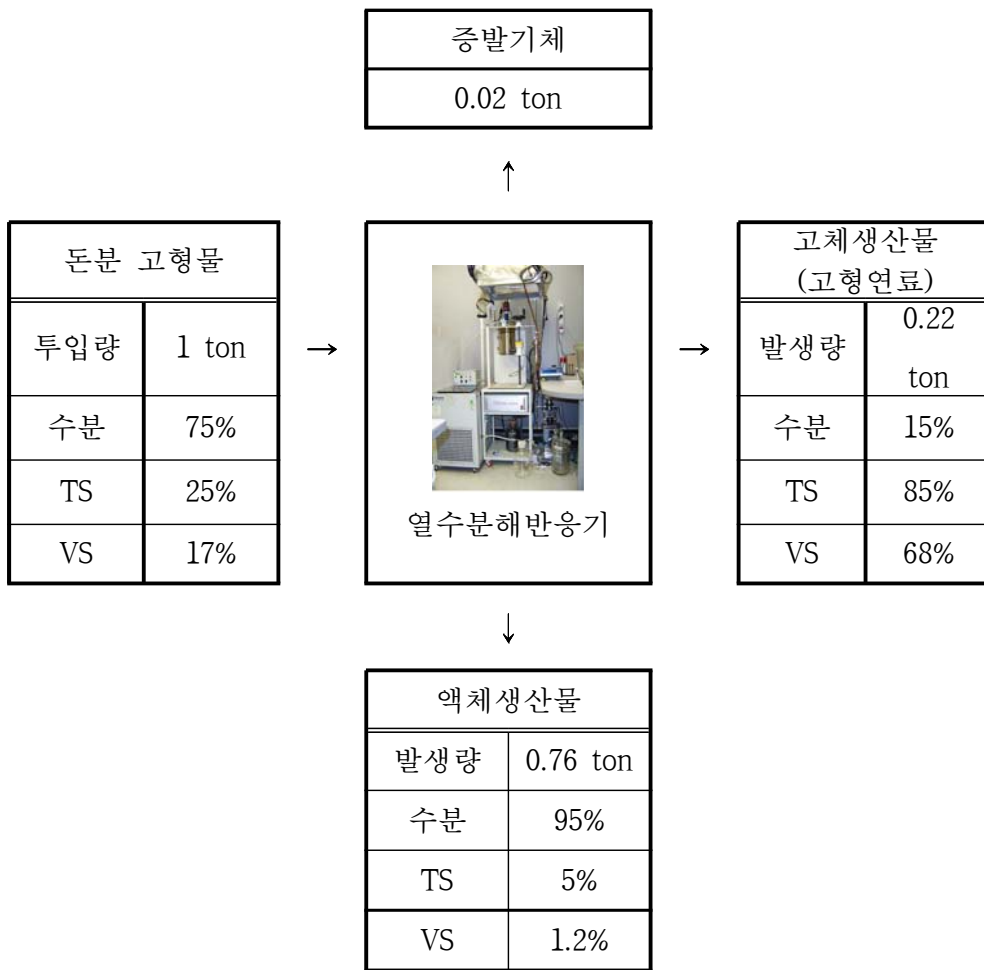 증발기체
0.02 ton
↑
돈분 고형물
투입량 1 ton
수분 75%
TS 25%
VS 17%
→
열수분해반응기
→
고체생산물
(고형연료)
발생량 0.22
ton
수분 15%
TS 85%
VS 68%
↓
액체생산물
발생량 0.76 ton
수분 95%
TS 5%
VS 1.2%